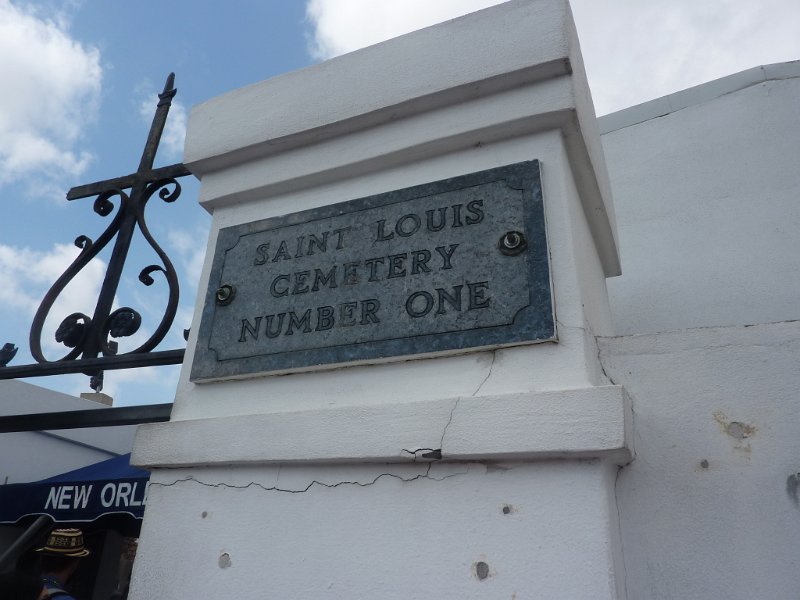 SAINT LOUIS
CEMETERY
NUMBER ONE
NEW ORL